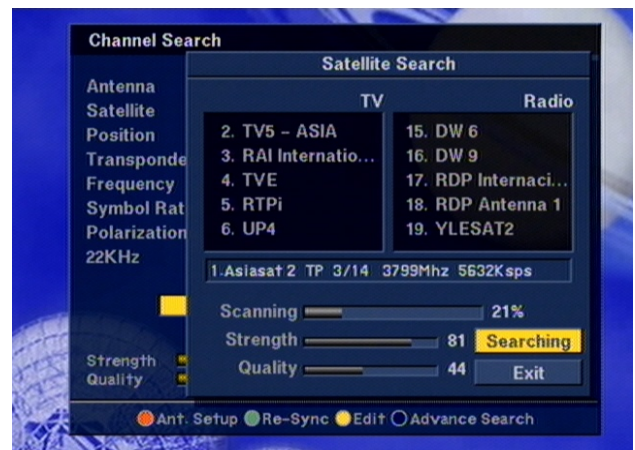 Channel Search
Satellite Search
Antenna
Satellite
Position
Transponde
Frequency
Symbol Rat
Polarization
22KHz
Strength
Quality
TV
2. TV5 - ASIA
3. RAI Internatio...
4. TVE
5. RTPi
6. UP4
Radio
15. DW 6
16. DW 9
17. RDP Internaci...
18. RDP Antenna 1
19. YLESAT2
1.Asiasat 2 TP 3/14 3799Mhz 5632Ksps
Scanning 21%
Strength 81
Quality 44
Searching
Exit
Ant. Setup Re-Sync Edit Advance Search